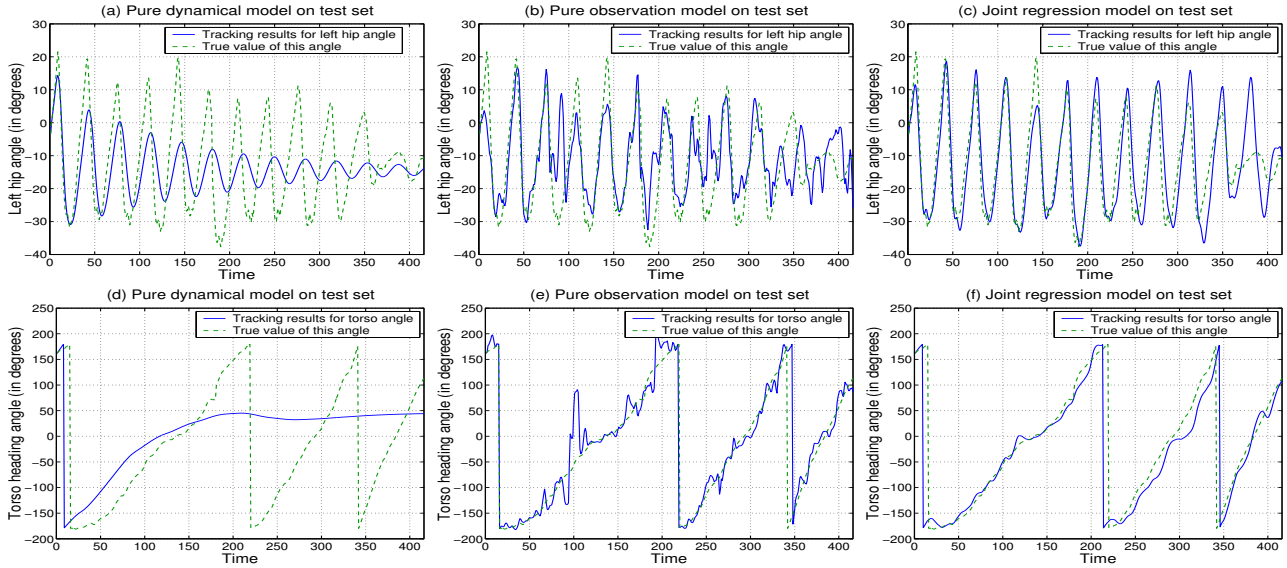 (a) Pure dynamical model on test set
Tracking results for left hip angle
True value of this angle
Left hip angle (in degrees)
30
20
10
0
−10
−20
−30
−40
0 50 100 150 200 250 300 350 400
Time
(b) Pure observation model on test set
Tracking results for left hip angle
True value of this angle
Left hip angle (in degrees)
30
20
10
0
−10
−20
−30
−40
0 50 100 150 200 250 300 350 400
Time
(c) Joint regression model on test set
Tracking results for left hip angle
True value of this angle
Left hip angle (in degrees)
30
20
10
0
−10
−20
−30
−40
0 50 100 150 200 250 300 350 400
Time
(d) Pure dynamical model on test set
Tracking results for torso angle
True value of this angle
Torso heading angle (in degrees)
250
200
150
100
50
0
−50
−100
−150
−200
0 50 100 150 200 250 300 350 400
Time
(e) Pure observation model on test set
Tracking results for torso angle
True value of this angle
Torso heading angle (in degrees)
250
200
150
100
50
0
−50
−100
−150
−200
0 50 100 150 200 250 300 350 400
Time
(f) Joint regression model on test set
Tracking results for torso angle
True value of this angle
Torso heading angle (in degrees)
250
200
150
100
50
0
−50
−100
−150
−200
0 50 100 150 200 250 300 350 400
Time